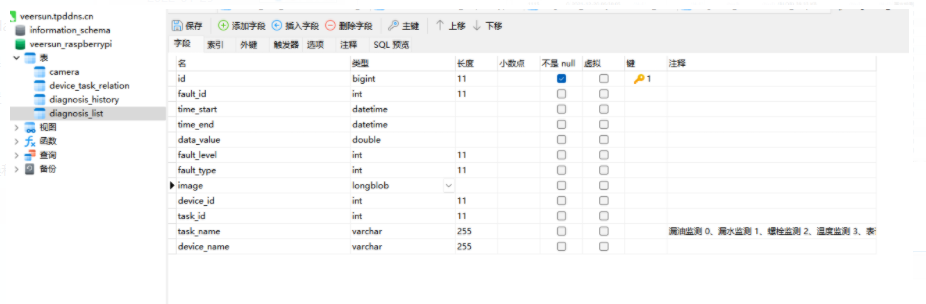 veersun.tpddns.cn
information_schema
veersun_raspberrypi
表
camera
device_task_relation
diagnosis_history
diagnosis_list
视图
函数
查询
备份
保存 添加字段 插入字段 删除字段 主键 上移 下移
字段 索引 外键 触发器 选项 注释 SQL 预览
名 类型 长度 小数点 不是 null 虚拟 键 注释
id bigint 11 1
fault_id int 11
time_start datetime
time_end datetime
data_value double
fault_level int 11
fault_type int 11
image longblob
device_id int 11
task_id int 11
task_name varchar 255 漏油监测 0、漏水监测 1、螺栓监测 2、温度监测 3、表
device_name varchar 255